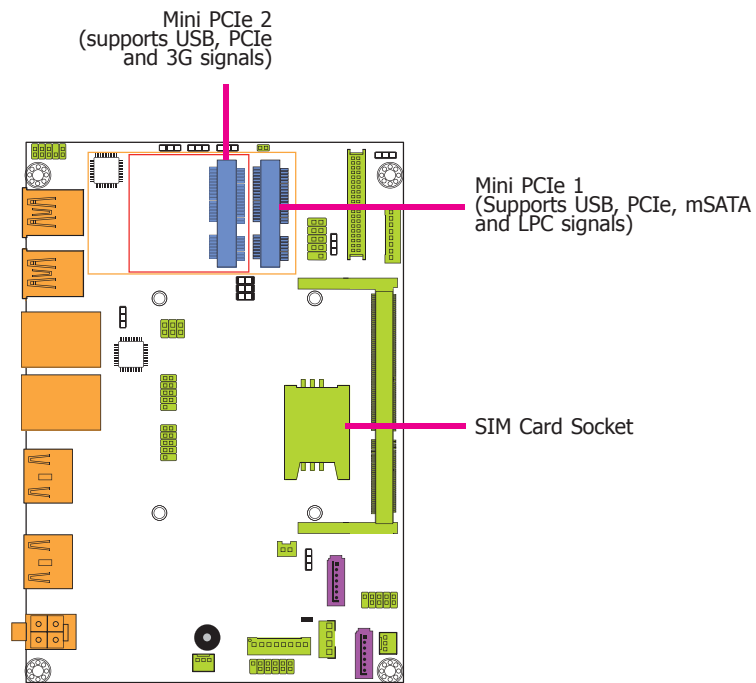 Mini PCIe 2
(supports USB, PCIe
and 3G signals)
Mini PCIe 1
(Supports USB, PCIe, mSATA
and LPC signals)
SIM Card Socket